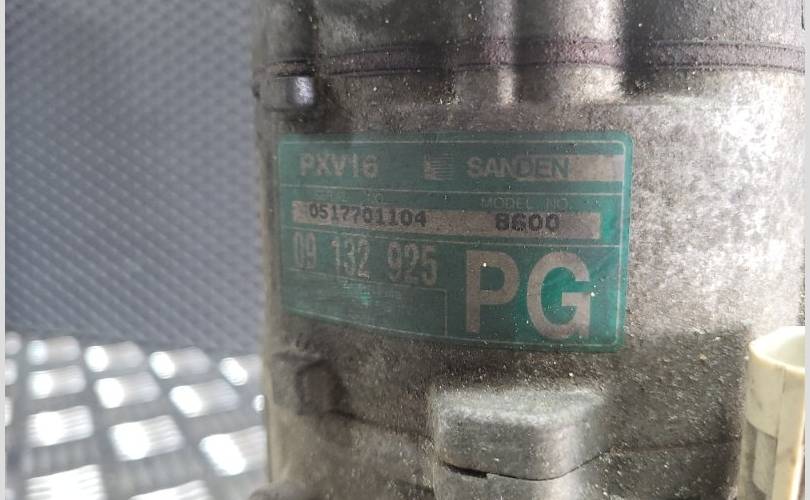 PXV16 SANDEN
MODEL NO.
0517701104 8600
09 132 925 PG